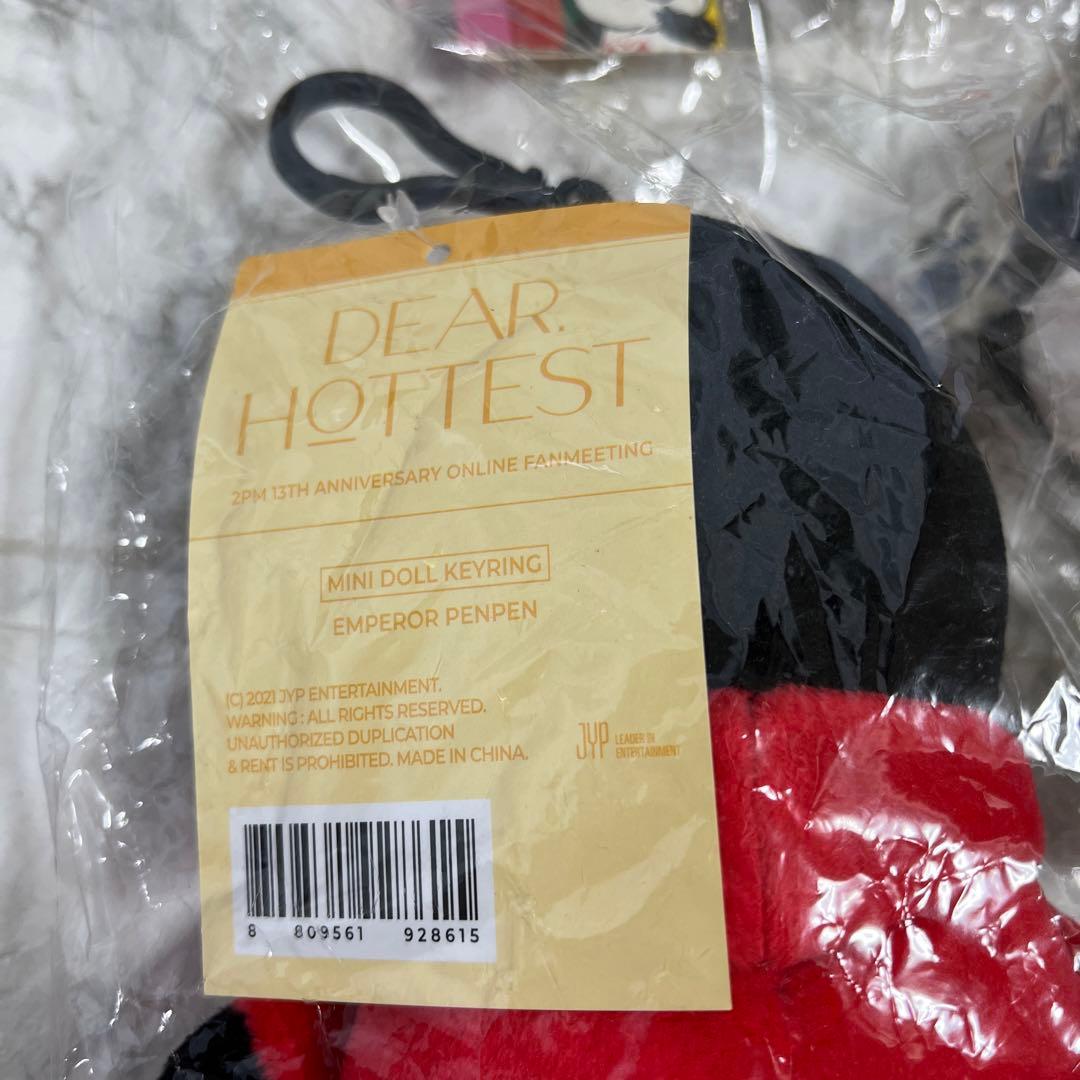 DEAR.
HOTTEST
2PM 13TH ANNIVERSARY ONLINE FANMEETING
MINI DOLL KEYRING
EMPEROR PENPEN
(C) 2021 JYP ENTERTAINMENT.
WARNING : ALL RIGHTS RESERVED.
UNAUTHORIZED DUPLICATION
& RENT IS PROHIBITED. MADE IN CHINA.
JYP LEADER IN
ENTERTAINMENT
8 809561 928615